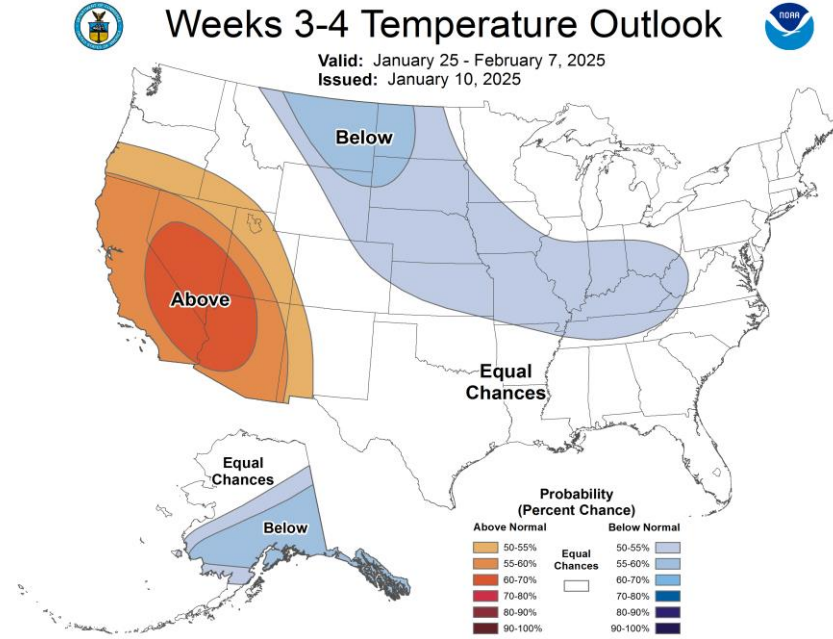 Weeks 3-4 Temperature Outlook
NOAA
Valid: January 25 - February 7, 2025
Issued: January 10, 2025
Below
Above
Equal
Chances
Equal
Chances
Below
Probability
(Percent Chance)
Above Normal
Below Normal
Equal
Chances
50-55%
50-55%
55-60%
55-60%
60-70%
60-70%
70-80%
70-80%
80-90%
80-90%
90-100%
90-100%